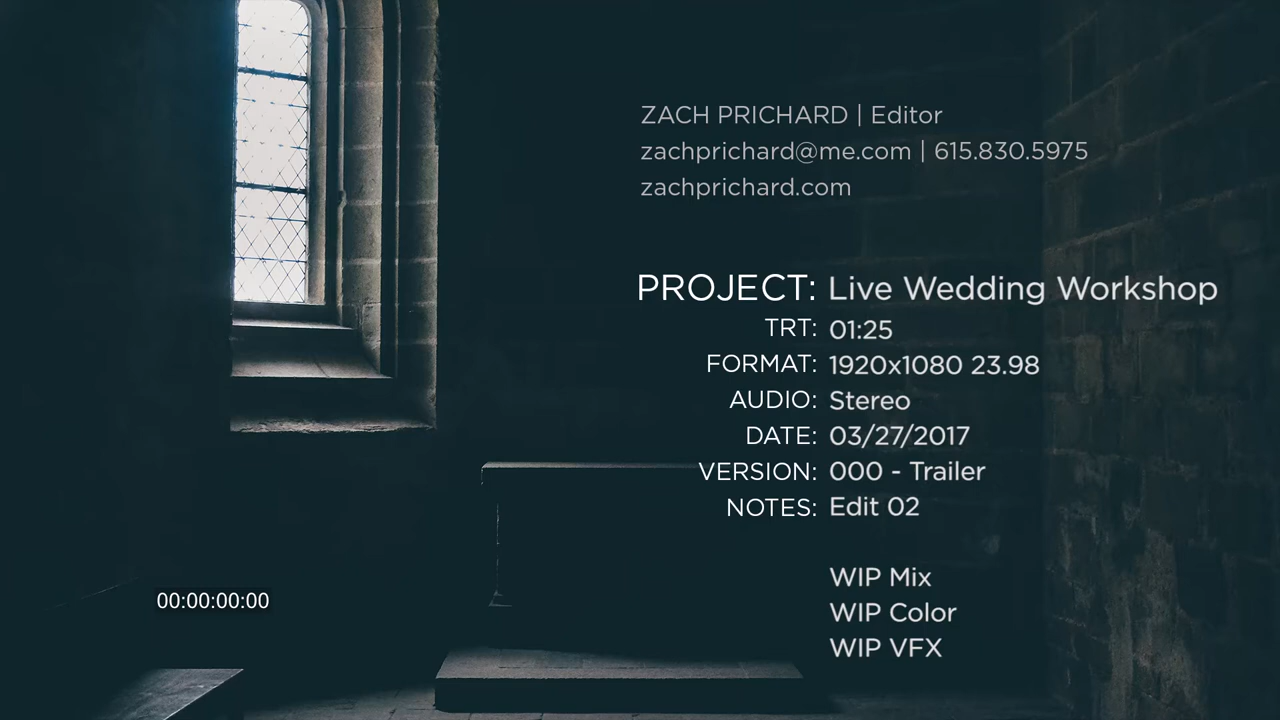 ZACH PRICHARD | Editor
zachprichard@me.com | 615.830.5975
zachprichard.com
PROJECT: Live Wedding Workshop
TRT: 01:25
FORMAT: 1920x1080 23.98
AUDIO: Stereo
DATE: 03/27/2017
VERSION: 000 - Trailer
NOTES: Edit 02
WIP Mix
00:00:00:00
WIP Color
WIP VFX